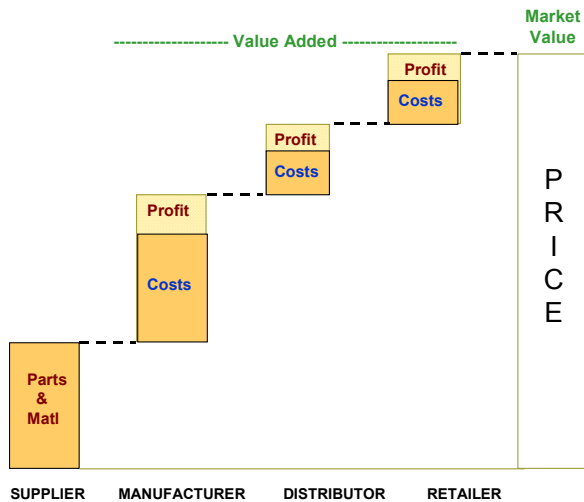 Market
Value
---------------------- Value Added --------------------
Profit
Costs
Profit
Costs
Profit
Costs
P
R
I
C
E
Parts
&
Matl
SUPPLIER MANUFACTURER DISTRIBUTOR RETAILER